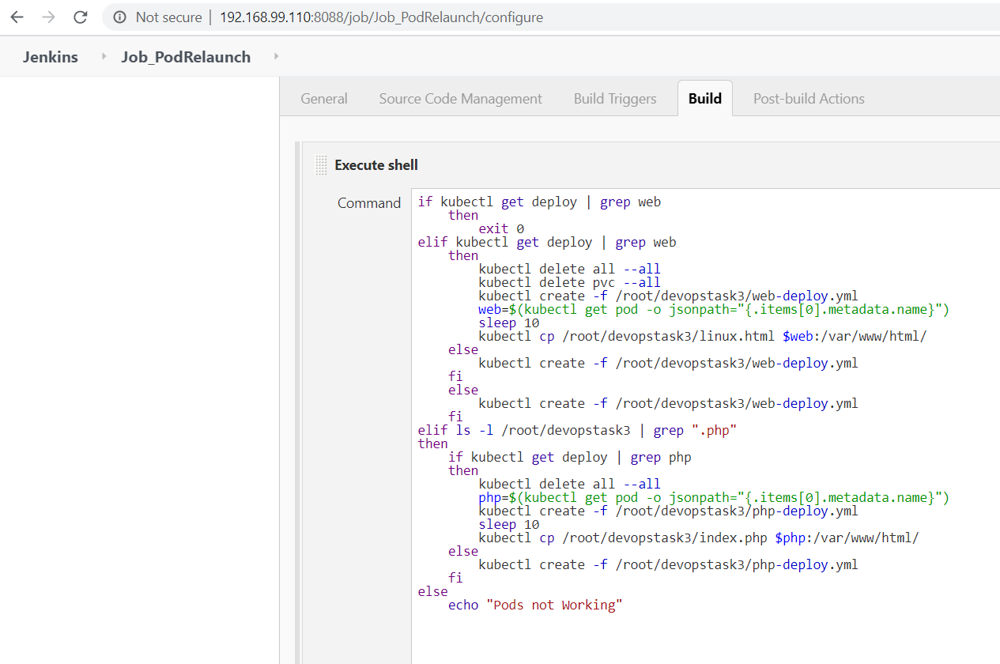 Not secure | 192.168.99.110:8088/job/Job_PodRelaunch/configure
Jenkins Job_PodRelaunch
General Source Code Management Build Triggers Build Post-build Actions
Execute shell
Command
if kubectl get deploy | grep web
    then
        exit 0
elif kubectl get deploy | grep web
    then
        kubectl delete all --all
        kubectl delete pvc --all
        kubectl create -f /root/devopstask3/web-deploy.yml
        web=$(kubectl get pod -o jsonpath="{.items[0].metadata.name}")
        sleep 10
        kubectl cp /root/devopstask3/linux.html $web:/var/www/html/
    else
        kubectl create -f /root/devopstask3/web-deploy.yml
    fi
    else
        kubectl create -f /root/devopstask3/web-deploy.yml
    fi
elif ls -l /root/devopstask3 | grep ".php"
then
    if kubectl get deploy | grep php
    then
        kubectl delete all --all
        php=$(kubectl get pod -o jsonpath="{.items[0].metadata.name}")
        kubectl create -f /root/devopstask3/php-deploy.yml
        sleep 10
        kubectl cp /root/devopstask3/index.php $php:/var/www/html/
    else
        kubectl create -f /root/devopstask3/php-deploy.yml
    fi
else
    echo "Pods not Working"